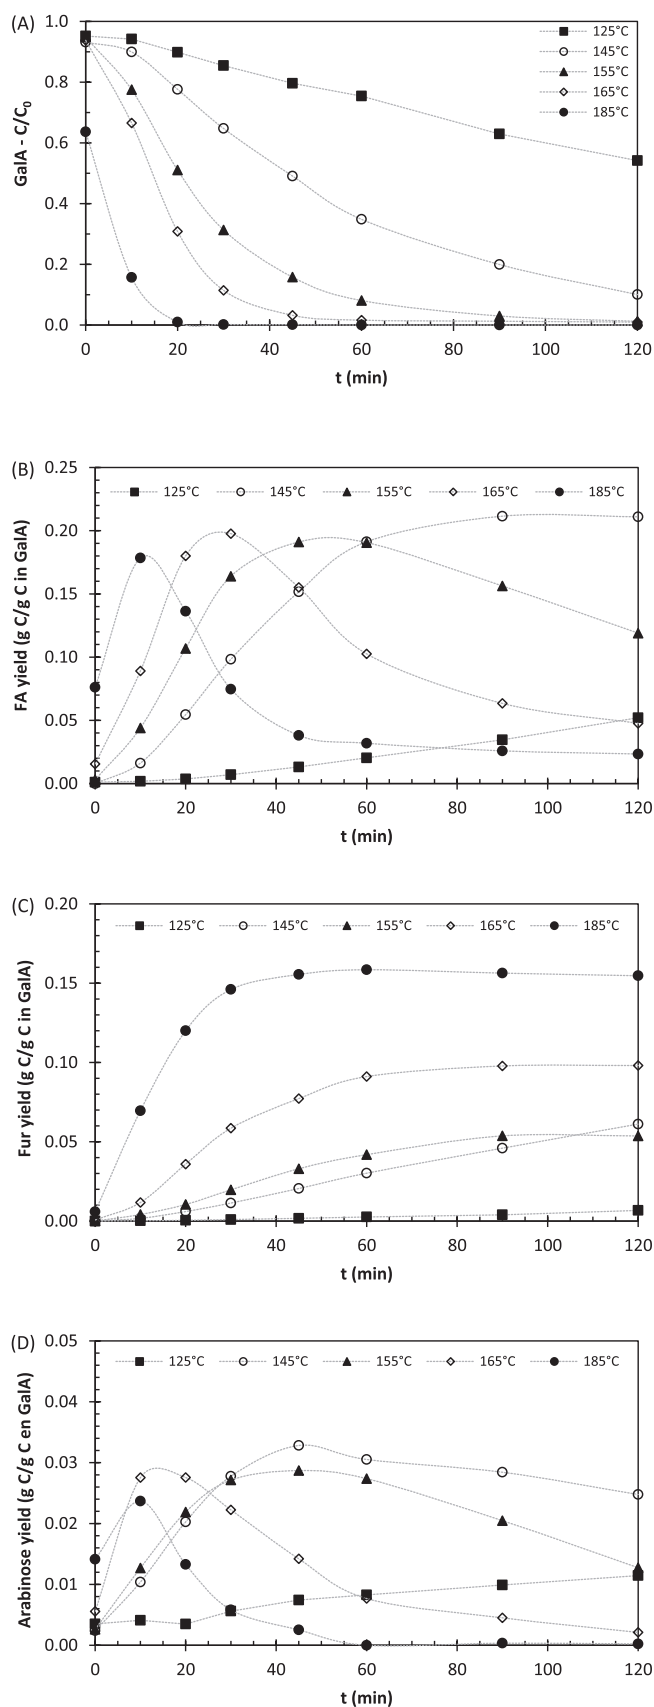 (A)
1.0
0.8
0.6
0.4
0.2
0.0
GalA - C/C0
125°C
145°C
155°C
165°C
185°C
0 20 40 60 80 100 120
t (min)
(B)
0.25
0.20
0.15
0.10
0.05
0.00
FA yield (g C/g C in GalA)
125°C 145°C 155°C 165°C 185°C
0 20 40 60 80 100 120
t (min)
(C)
0.20
0.15
0.10
0.05
0.00
Fur yield (g C/g C in GalA)
125°C 145°C 155°C 165°C 185°C
0 20 40 60 80 100 120
t (min)
(D)
0.05
0.04
0.03
0.02
0.01
0.00
Arabinose yield (g C/g C en GalA)
125°C 145°C 155°C 165°C 185°C
0 20 40 60 80 100 120
t (min)